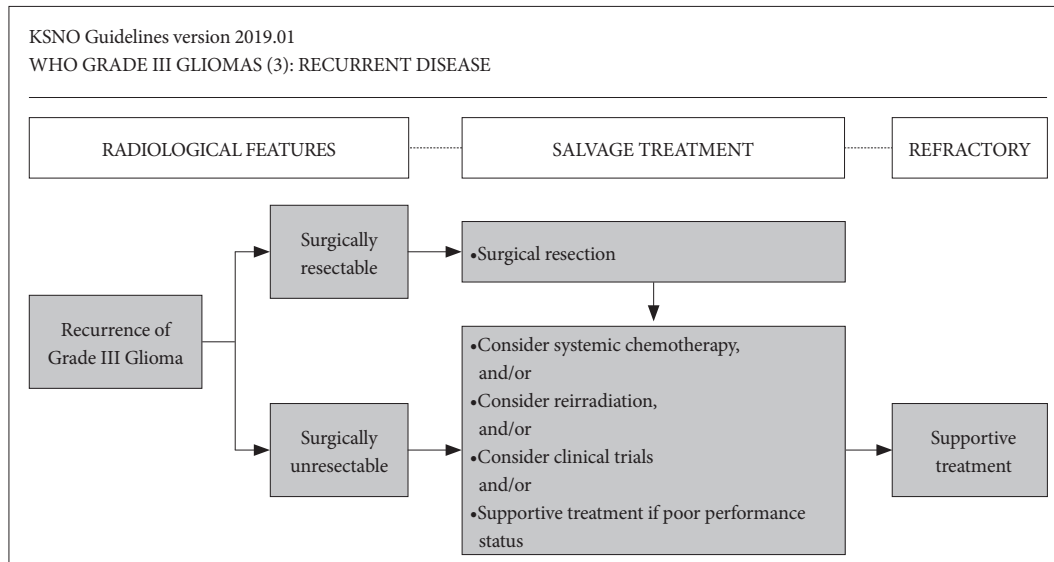 KSNO Guidelines version 2019.01
WHO GRADE III GLIOMAS (3): RECURRENT DISEASE
RADIOLOGICAL FEATURES
SALVAGE TREATMENT
REFRACTORY
Recurrence of
Grade III Glioma
Surgically
resectable
•Surgical resection
Surgically
unresectable
•Consider systemic chemotherapy,
and/or
•Consider reirradiation,
and/or
•Consider clinical trials
and/or
•Supportive treatment if poor performance
status
Supportive
treatment